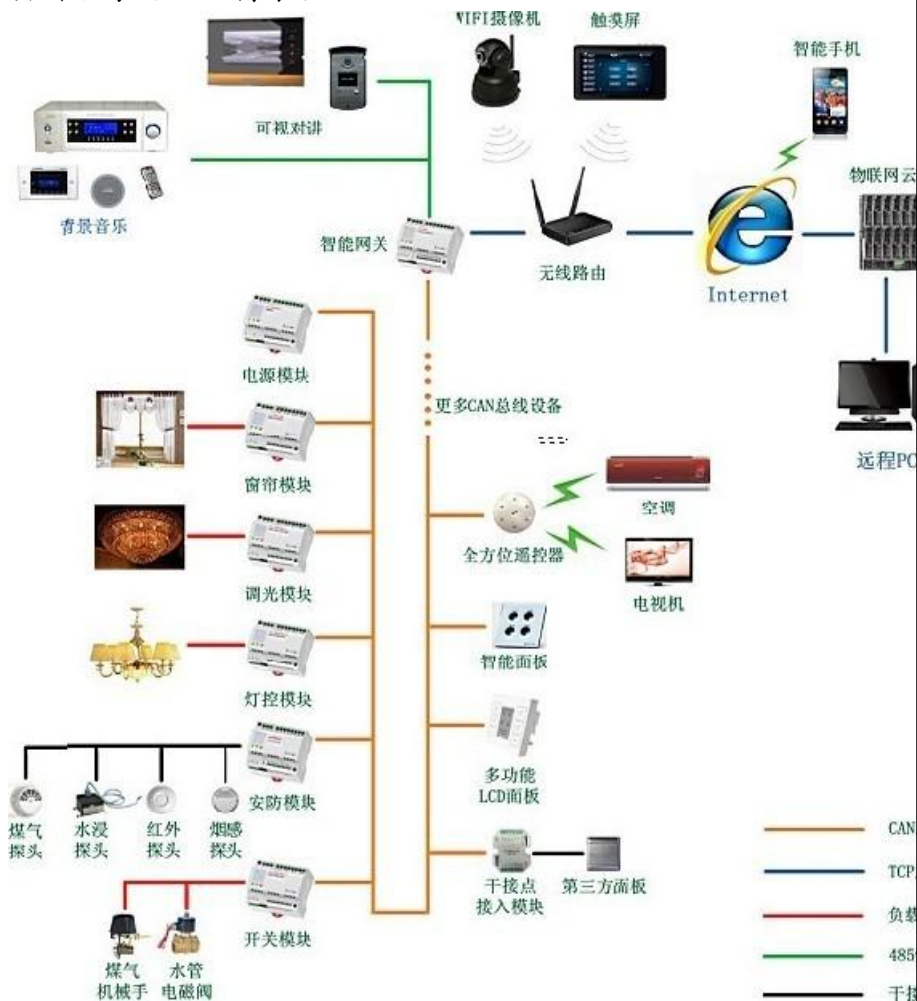 WIFI摄像机
触摸屏
智能手机
可视对讲
物联网云
背景音乐
智能网关
无线路由
Internet
电源模块
更多CAN总线设备
远程PC
窗帘模块
空调
全方位遥控器
调光模块
电视机
智能面板
灯控模块
多功能
LCD面板
安防模块
煤气
探头
水浸
探头
红外
探头
烟感
探头
CAN
TCP
干接点
接入模块
第三方面板
负载
开关模块
485
煤气
机械手
水管
电磁阀
干接